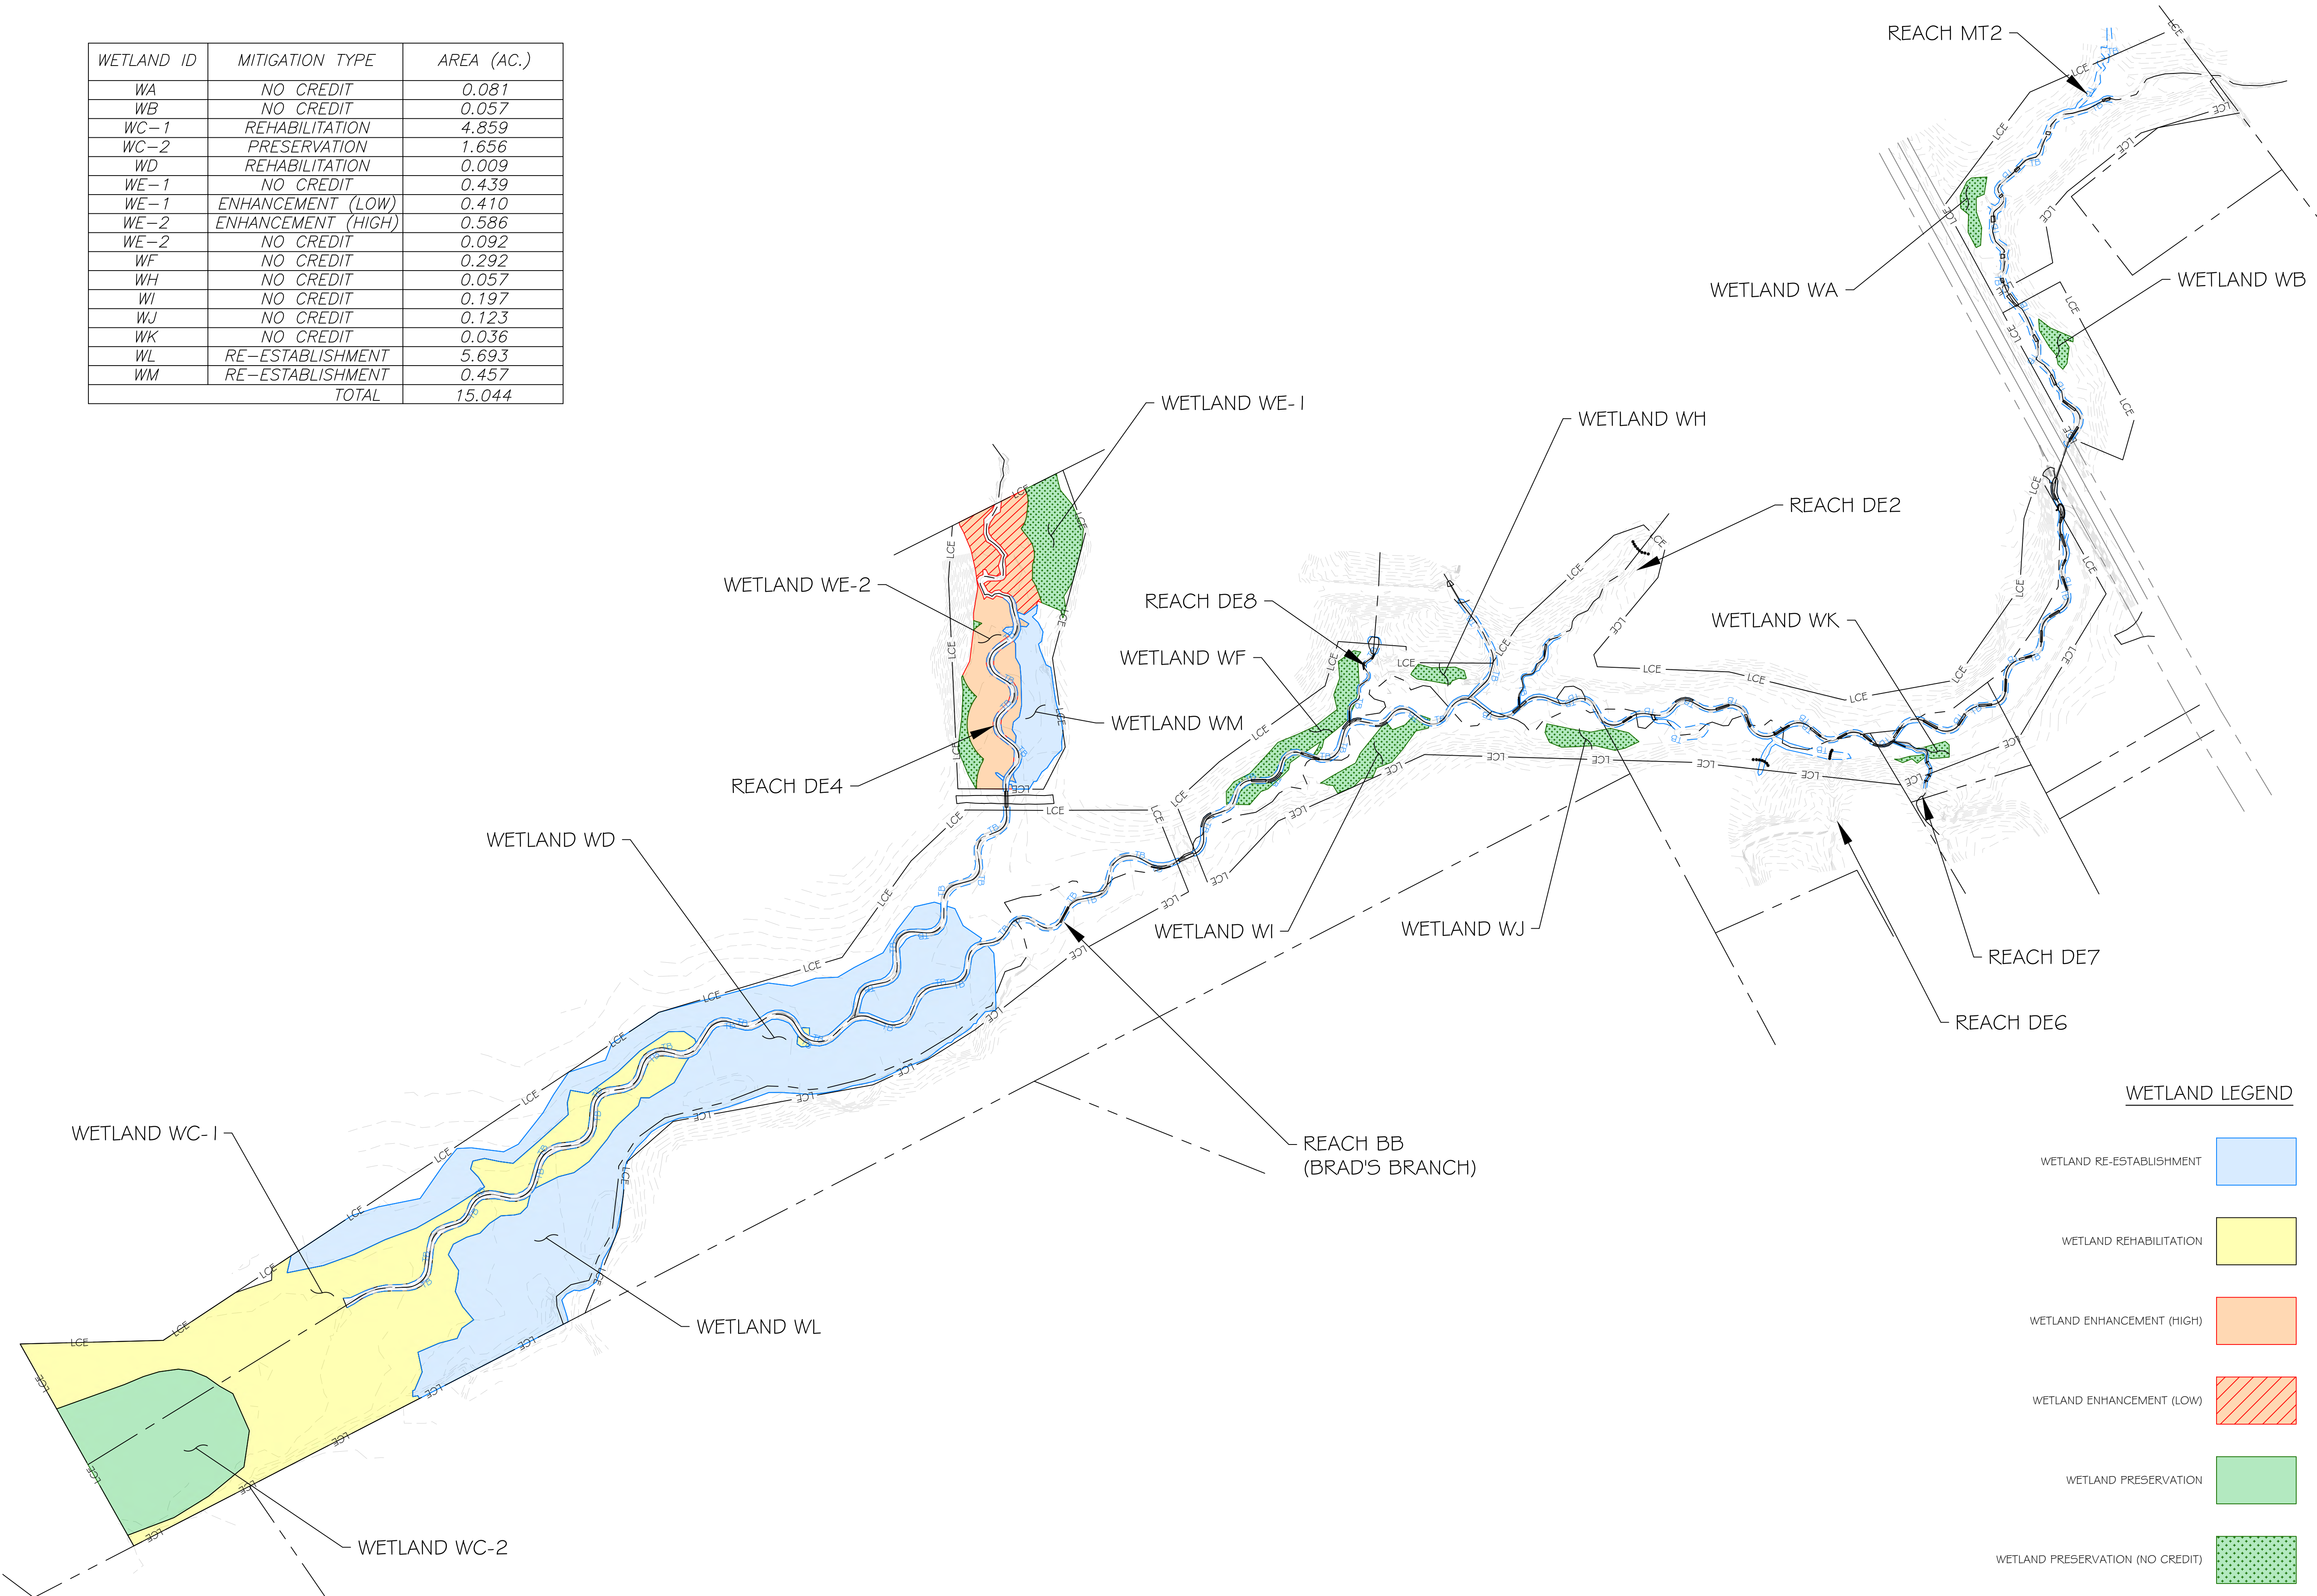 WETLAND ID MITIGATION TYPE AREA (AC.)
WA NO CREDIT 0.081
WB NO CREDIT 0.057
WC-1 REHABILITATION 4.859
WC-2 PRESERVATION 1.656
WD REHABILITATION 0.009
WE-1 NO CREDIT 0.439
WE-1 ENHANCEMENT (LOW) 0.410
WE-2 ENHANCEMENT (HIGH) 0.586
WE-2 NO CREDIT 0.092
WF NO CREDIT 0.292
WH NO CREDIT 0.057
WI NO CREDIT 0.197
WJ NO CREDIT 0.123
WK NO CREDIT 0.036
WL RE-ESTABLISHMENT 5.693
WM RE-ESTABLISHMENT 0.457
TOTAL 15.044
REACH MT2
WETLAND WA
WETLAND WB
WETLAND WE-1
WETLAND WH
REACH DE2
WETLAND WE-2
REACH DE8
WETLAND WK
WETLAND WF
WETLAND WM
REACH DE4
WETLAND WD
WETLAND WI
WETLAND WJ
REACH DE7
REACH DE6
WETLAND WC-1
REACH BB
(BRAD'S BRANCH)
WETLAND WL
WETLAND WC-2
LCE
TB
WETLAND LEGEND
WETLAND RE-ESTABLISHMENT
WETLAND REHABILITATION
WETLAND ENHANCEMENT (HIGH)
WETLAND ENHANCEMENT (LOW)
WETLAND PRESERVATION
WETLAND PRESERVATION (NO CREDIT)